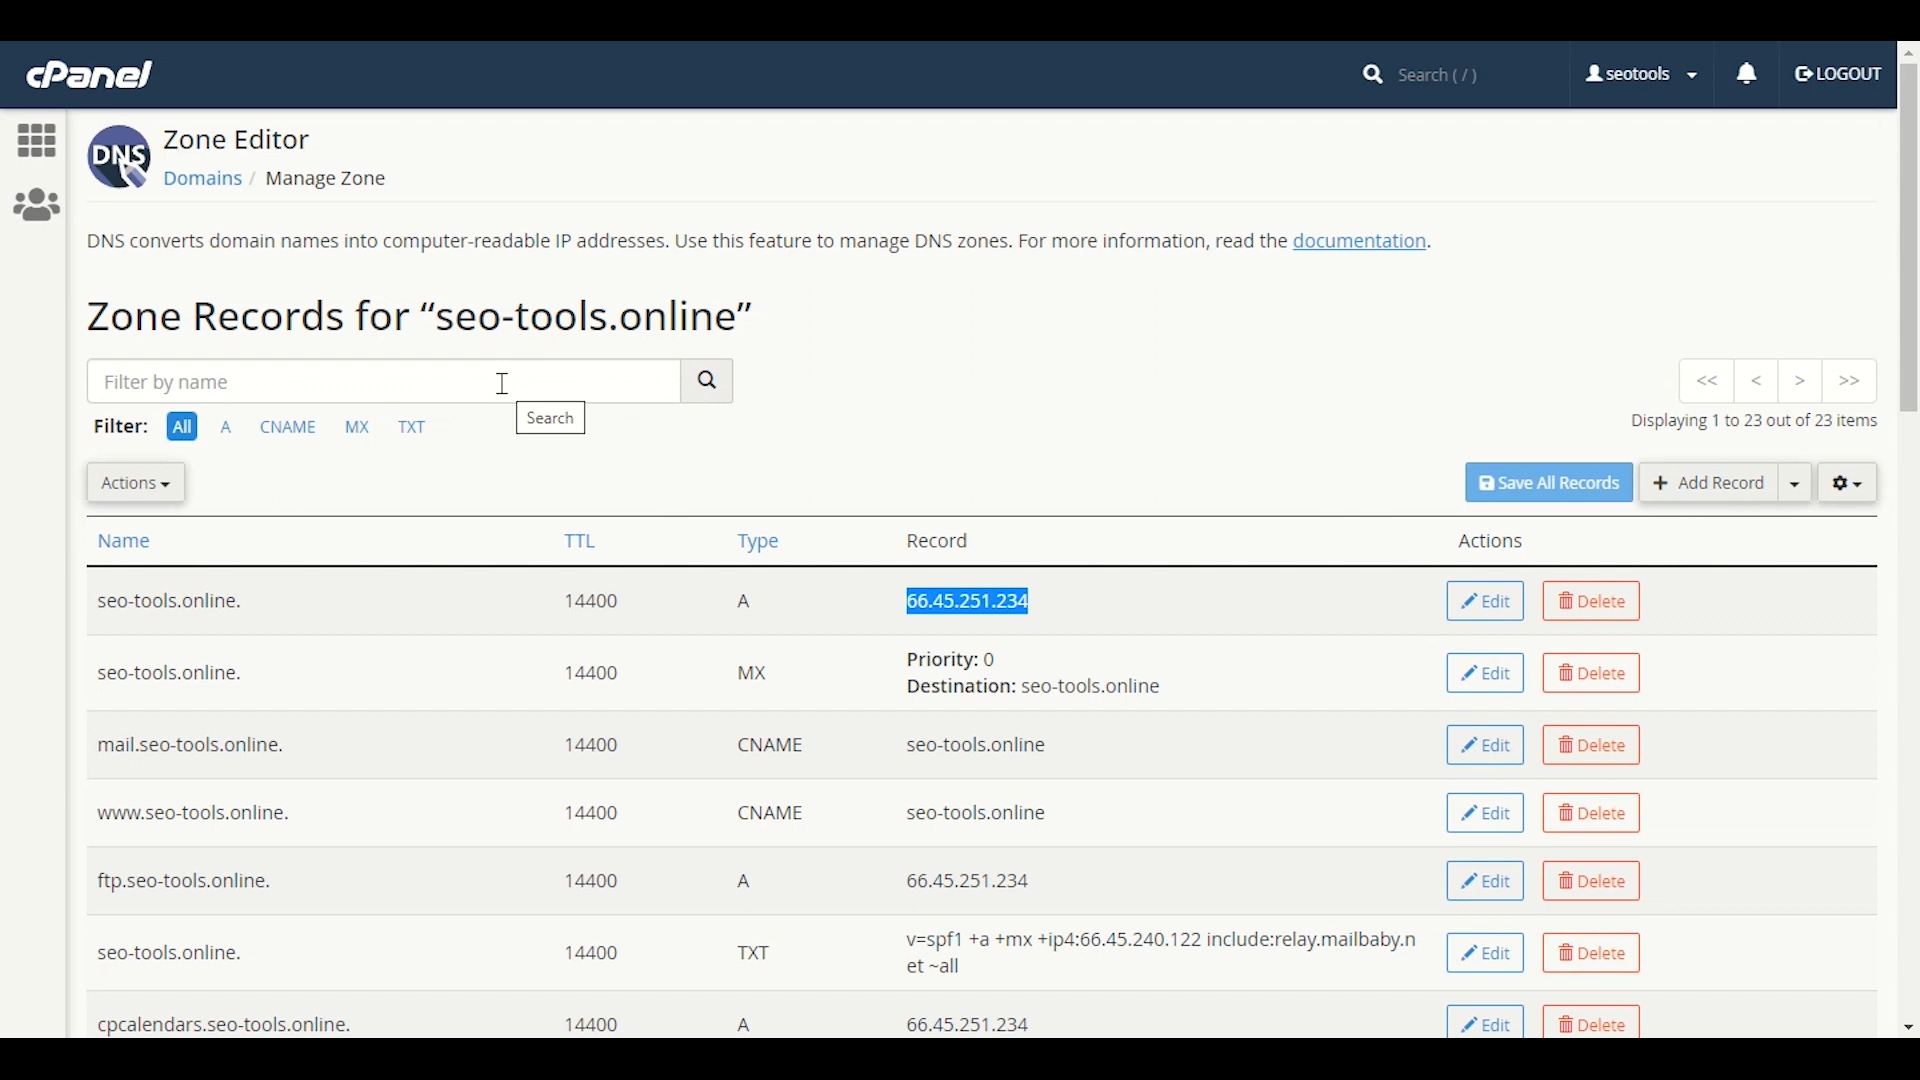 cPanel
Search ( / )
seotools
LOGOUT
DNS
Zone Editor
Domains / Manage Zone
DNS converts domain names into computer-readable IP addresses. Use this feature to manage DNS zones. For more information, read the documentation.
Zone Records for “seo-tools.online”
Filter by name
<< < > >>
Search
Displaying 1 to 23 out of 23 items
Filter: All A CNAME MX TXT
Actions
Save All Records
+ Add Record
Name TTL Type Record Actions
seo-tools.online. 14400 A 66.45.251.234 Edit Delete
seo-tools.online. 14400 MX Priority: 0 Edit Delete
Destination: seo-tools.online
mail.seo-tools.online. 14400 CNAME seo-tools.online Edit Delete
www.seo-tools.online. 14400 CNAME seo-tools.online Edit Delete
ftp.seo-tools.online. 14400 A 66.45.251.234 Edit Delete
seo-tools.online. 14400 TXT v=spf1 +a +mx +ip4:66.45.240.122 include:relay.mailbaby.n Edit Delete
et ~all
cpcalendars.seo-tools.online. 14400 A 66.45.251.234 Edit Delete